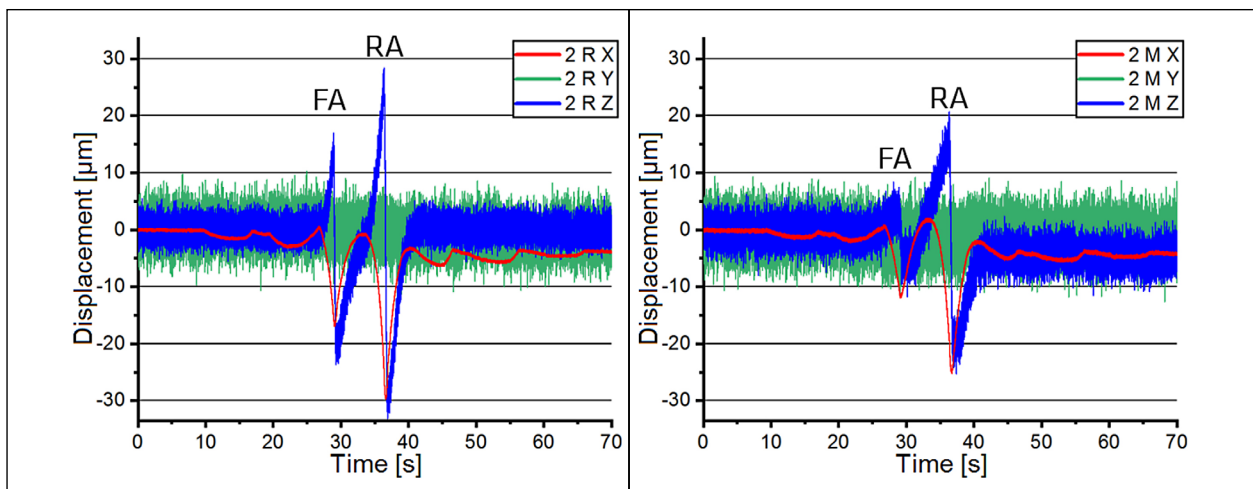 2 R X
2 R Y
2 R Z
RA
FA
30
20
10
0
-10
-20
-30
Displacement [µm]
0 10 20 30 40 50 60 70
Time [s]
2 M X
2 M Y
2 M Z
RA
FA
30
20
10
0
-10
-20
-30
Displacement [µm]
0 10 20 30 40 50 60 70
Time [s]